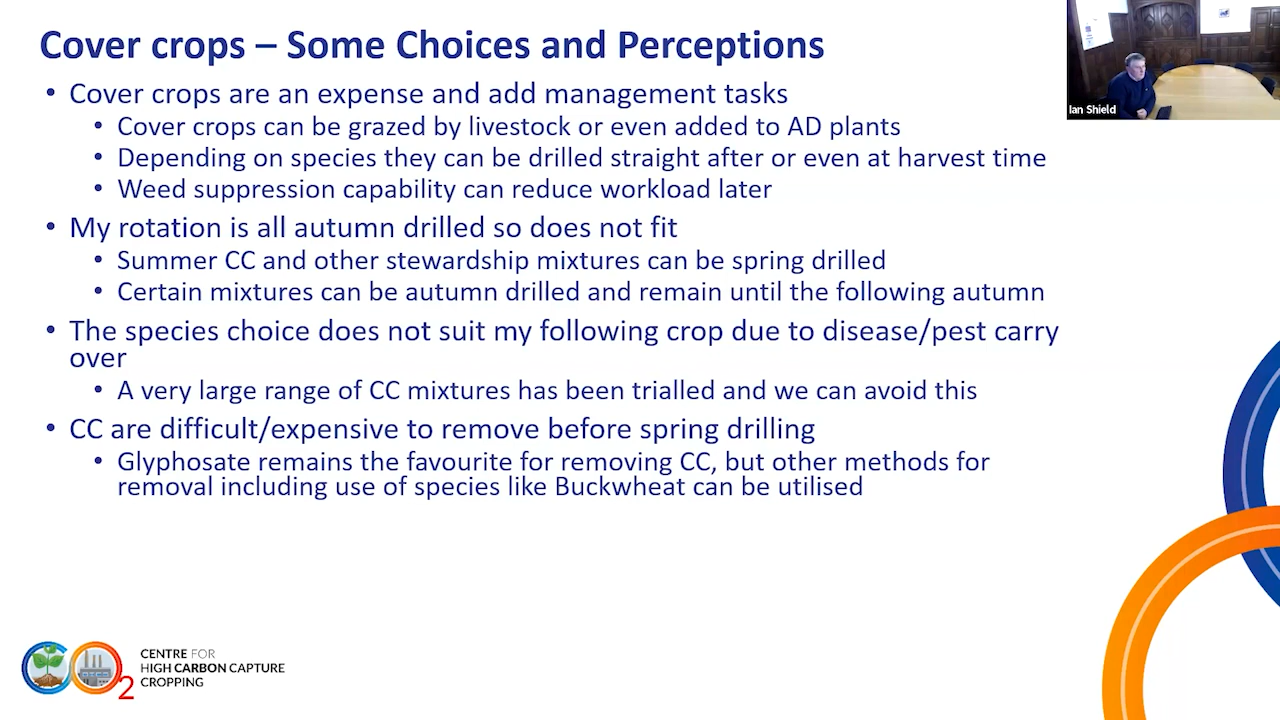 Cover crops – Some Choices and Perceptions
• Cover crops are an expense and add management tasks
• Cover crops can be grazed by livestock or even added to AD plants
• Depending on species they can be drilled straight after or even at harvest time
• Weed suppression capability can reduce workload later
• My rotation is all autumn drilled so does not fit
• Summer CC and other stewardship mixtures can be spring drilled
• Certain mixtures can be autumn drilled and remain until the following autumn
• The species choice does not suit my following crop due to disease/pest carry
over
• A very large range of CC mixtures has been trialled and we can avoid this
• CC are difficult/expensive to remove before spring drilling
• Glyphosate remains the favourite for removing CC, but other methods for
removal including use of species like Buckwheat can be utilised
Ian Shield
2
CENTRE FOR
HIGH CARBON CAPTURE
CROPPING